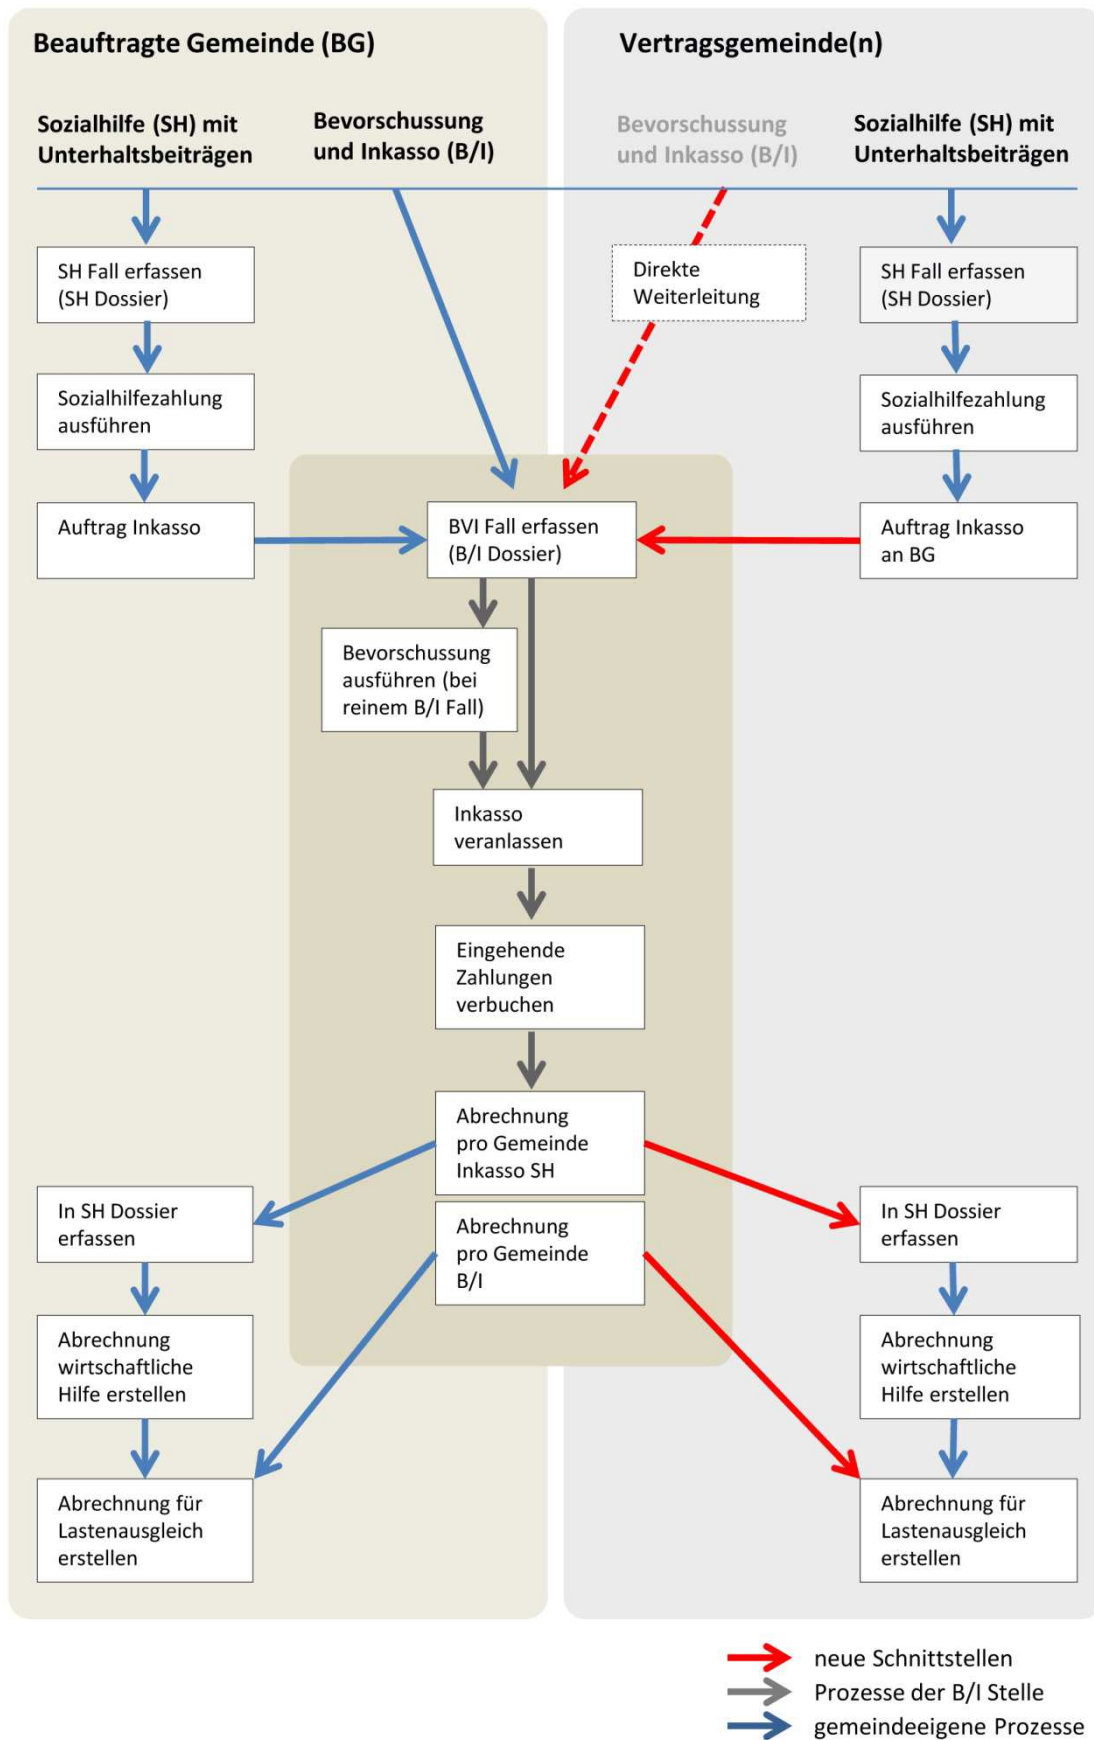 Beauftragte Gemeinde (BG)
Vertragsgemeinde(n)
Sozialhilfe (SH) mit
Unterhaltsbeiträgen
Bevorschussung
und Inkasso (B/I)
Bevorschussung
und Inkasso (B/I)
Sozialhilfe (SH) mit
Unterhaltsbeiträgen
SH Fall erfassen
(SH Dossier)
Direkte
Weiterleitung
SH Fall erfassen
(SH Dossier)
Sozialhilfezahlung
ausführen
Sozialhilfezahlung
ausführen
Auftrag Inkasso
BVI Fall erfassen
(B/I Dossier)
Auftrag Inkasso
an BG
Bevorschussung
ausführen (bei
reinem B/I Fall)
Inkasso
veranlassen
Eingehende
Zahlungen
verbuchen
Abrechnung
pro Gemeinde
Inkasso SH
In SH Dossier
erfassen
Abrechnung
pro Gemeinde
B/I
In SH Dossier
erfassen
Abrechnung
wirtschaftliche
Hilfe erstellen
Abrechnung
wirtschaftliche
Hilfe erstellen
Abrechnung für
Lastenausgleich
erstellen
Abrechnung für
Lastenausgleich
erstellen
neue Schnittstellen
Prozesse der B/I Stelle
gemeindeeigene Prozesse